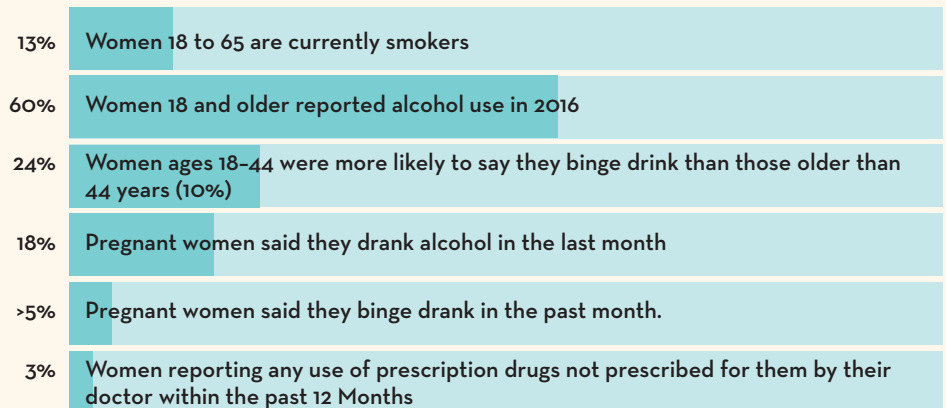 13% Women 18 to 65 are currently smokers
60% Women 18 and older reported alcohol use in 2016
24% Women ages 18–44 were more likely to say they binge drink than those older than
44 years (10%)
18% Pregnant women said they drank alcohol in the last month
>5% Pregnant women said they binge drank in the past month.
3% Women reporting any use of prescription drugs not prescribed for them by their
doctor within the past 12 Months